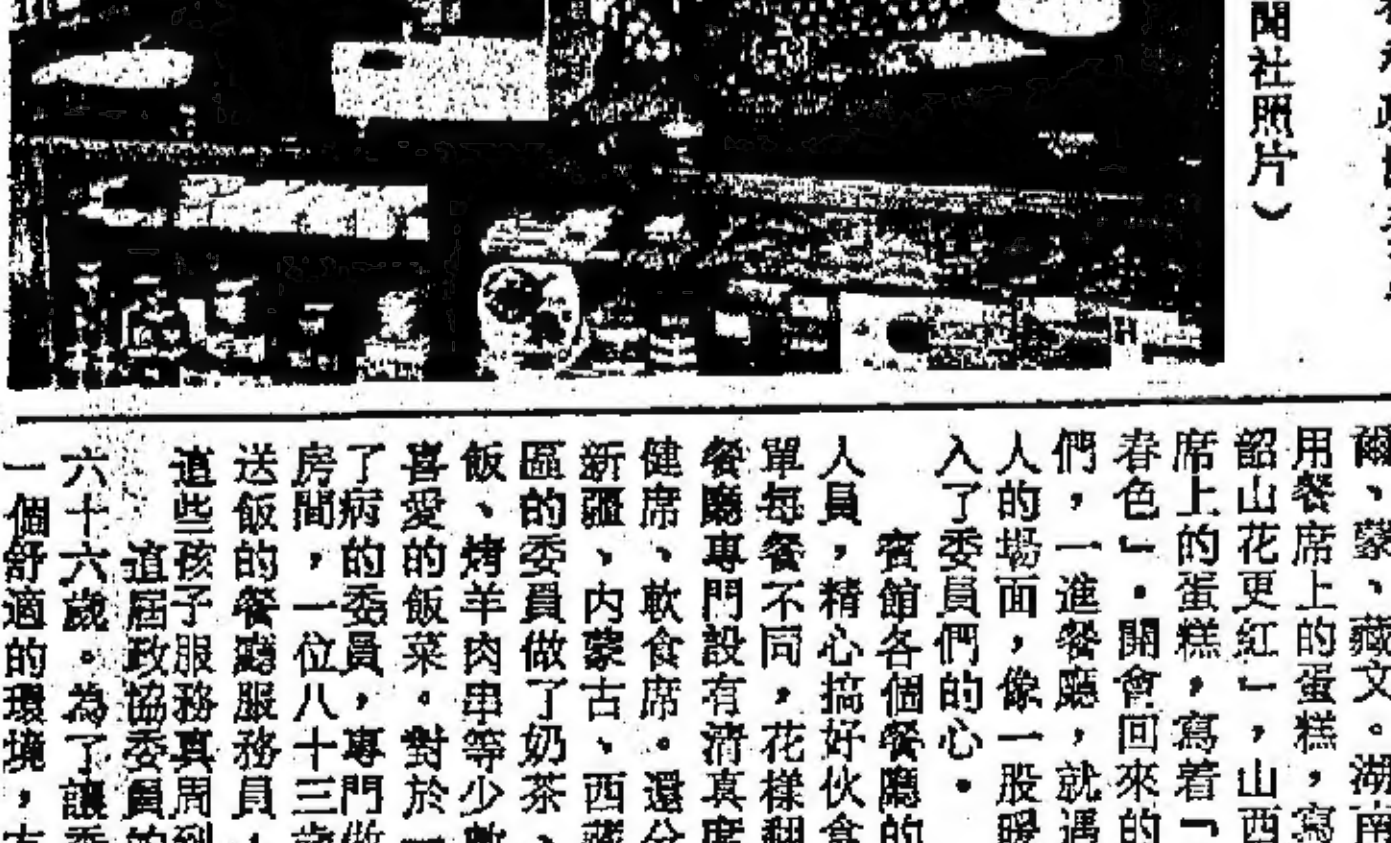 聞社照片）
爾、蒙、藏文。湖南
用餐席上的蛋糕，寫
韶山花更紅」，山西
席上的蛋糕，寫着「
春色」。開會回來的
們，一進餐廳，就遇
人的場面，像一股暖
入了委員們的心。
賓館各個餐廳的
人員，精心搞好伙食
單每餐不同，花樣翻
餐廳專門設有清真席
健席、軟食席。還分
新疆、内蒙古、西藏
區的委員做了奶茶、
飯、烤羊肉串等少數
喜愛的飯菜。對於一
了病的委員，專門做
房間，一位八十三歲
送飯的餐廳服務員，
這些孩子服務真周到
這屆政協委員的
六十六歲。為了讓委
一個舒適的環境，